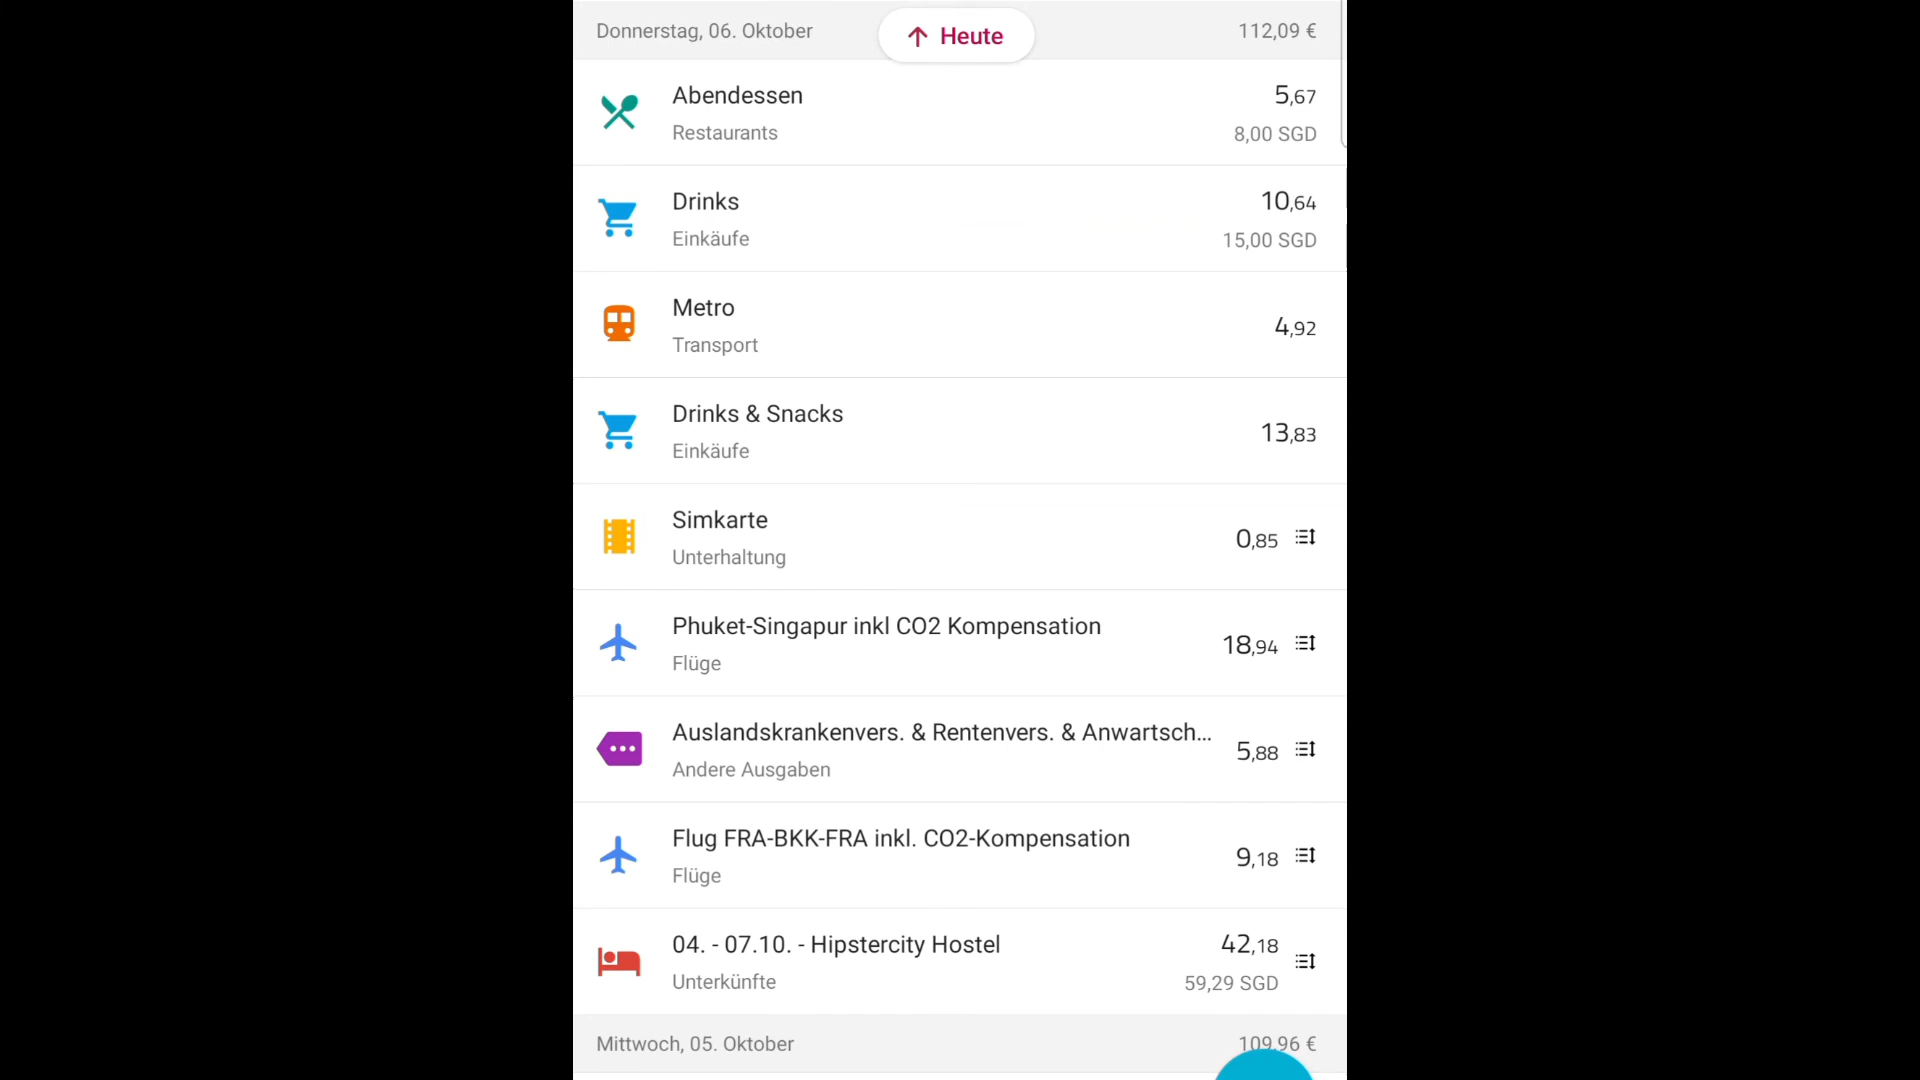 Donnerstag, 06. Oktober Heute 112,09 €
Abendessen 5,67
Restaurants 8,00 SGD
Drinks 10,64
Einkäufe 15,00 SGD
Metro
Transport 4,92
Drinks & Snacks
Einkäufe 13,83
Simkarte
Unterhaltung 0,85
Phuket-Singapur inkl CO2 Kompensation
Flüge 18,94
Auslandskrankenvers. & Rentenvers. & Anwartsch...
Andere Ausgaben 5,88
Flug FRA-BKK-FRA inkl. CO2-Kompensation
Flüge 9,18
04. - 07.10. - Hipstercity Hostel 42,18
Unterkünfte 59,29 SGD
Mittwoch, 05. Oktober 109,96 €